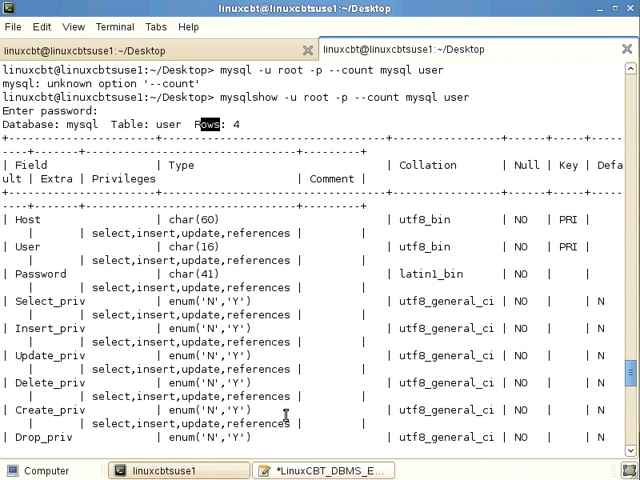 linuxcbt@linuxcbtsuse1:~/Desktop
File Edit View Terminal Tabs Help
linuxcbt@linuxcbtsuse1:~/Desktop
linuxcbt@linuxcbtsuse1:~/Desktop
linuxcbt@linuxcbtsuse1:~/Desktop> mysql -u root -p --count mysql user
mysql: unknown option '--count'
linuxcbt@linuxcbtsuse1:~/Desktop> mysqlshow -u root -p --count mysql user
Enter password:
Database: mysql  Table: user  Rows: 4
| Field | Type | Collation | Null | Key | Defa
ult | Extra | Privileges | Comment |
| Host | char(60) | utf8_bin | NO | PRI |
| | select,insert,update,references | |
| User | char(16) | utf8_bin | NO | PRI |
| | select,insert,update,references | |
| Password | char(41) | latin1_bin | NO | |
| | select,insert,update,references | |
| Select_priv | enum('N','Y') | utf8_general_ci | NO | | N
| | select,insert,update,references | |
| Insert_priv | enum('N','Y') | utf8_general_ci | NO | | N
| | select,insert,update,references | |
| Update_priv | enum('N','Y') | utf8_general_ci | NO | | N
| | select,insert,update,references | |
| Delete_priv | enum('N','Y') | utf8_general_ci | NO | | N
| | select,insert,update,references | |
| Create_priv | enum('N','Y') | utf8_general_ci | NO | | N
| | select,insert,update,references | |
| Drop_priv | enum('N','Y') | utf8_general_ci | NO | | N
Computer
linuxcbtsuse1
*LinuxCBT_DBMS_E...